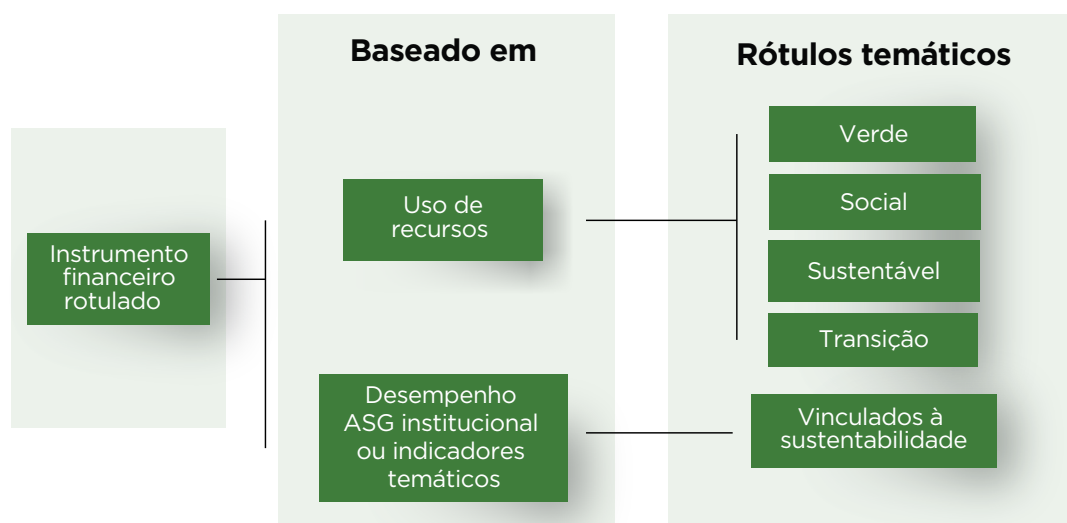 Baseado em
Rótulos temáticos
Instrumento
financeiro
rotulado
Uso de
recursos
Verde
Social
Sustentável
Transição
Desempenho
ASG institucional
ou indicadores
temáticos
Vinculados à
sustentabilidade